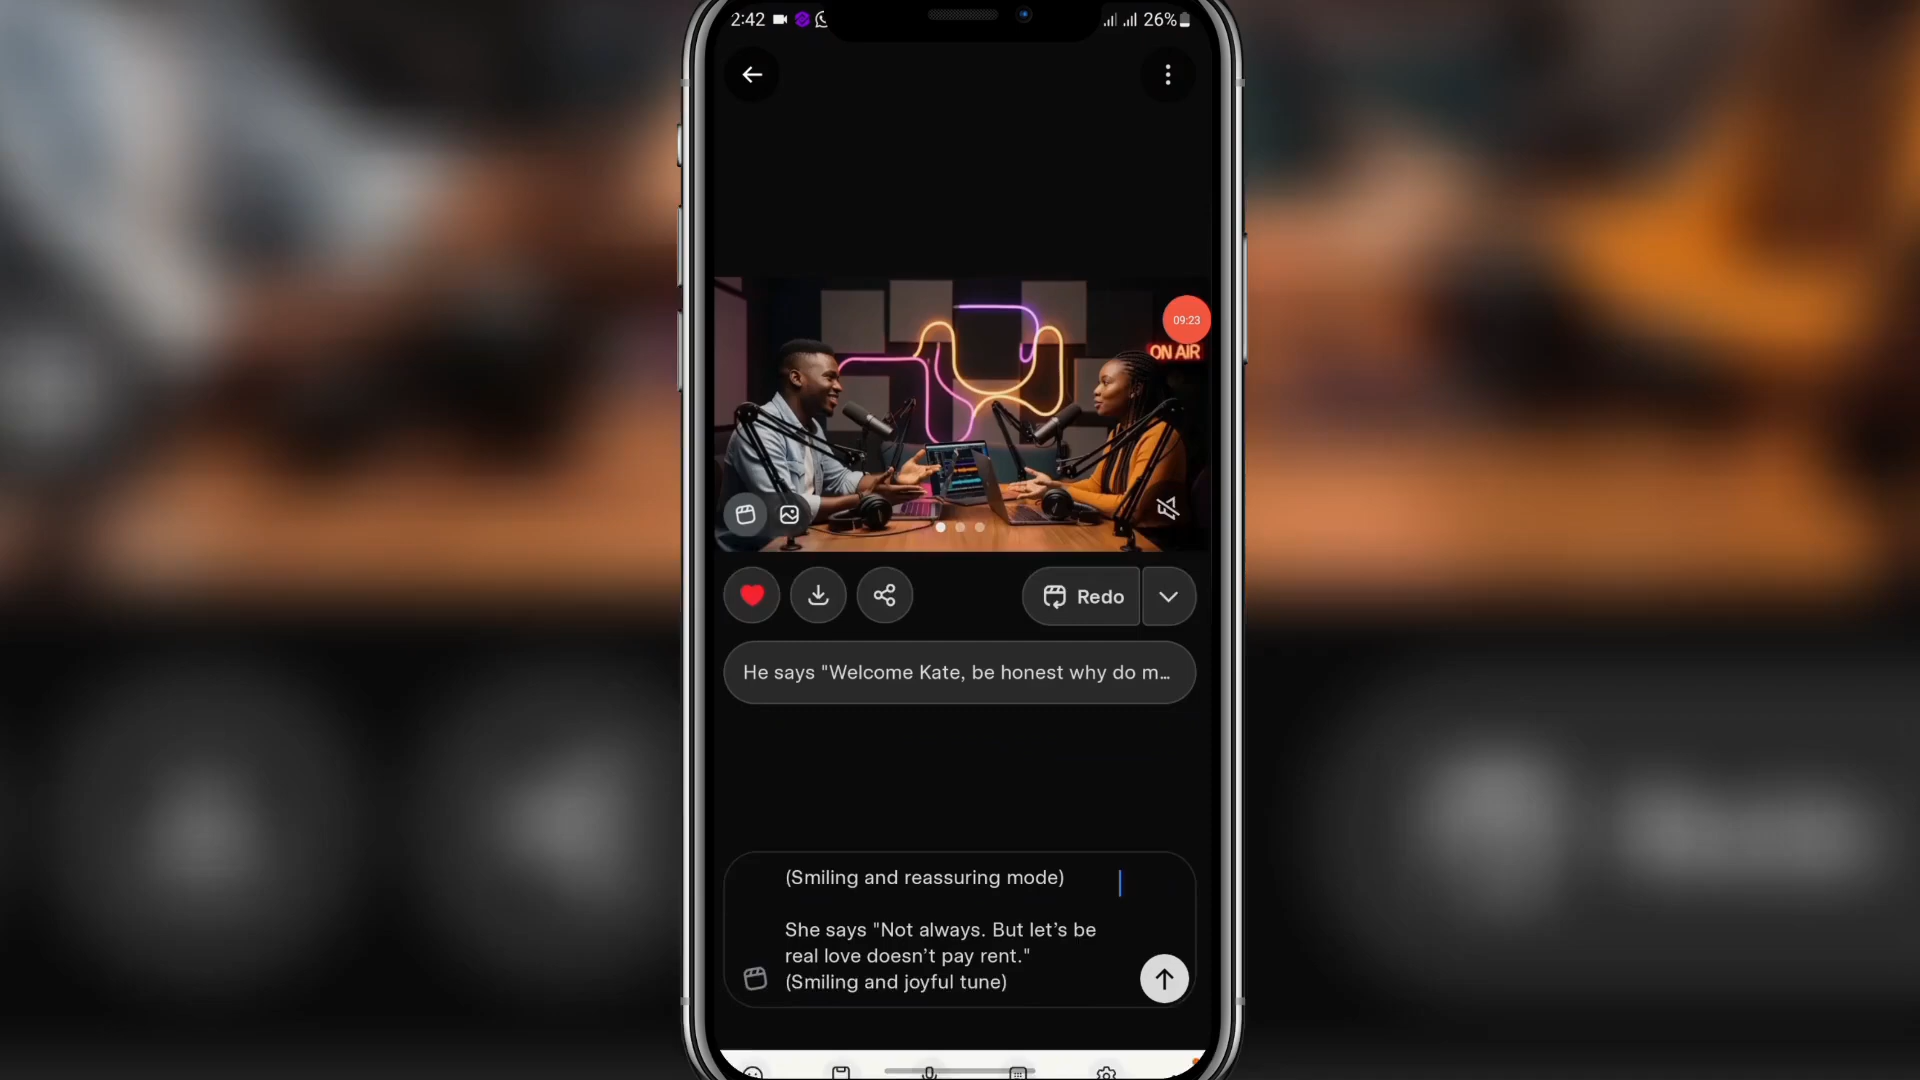 2:42
26%
09:23
ON AIR
Redo
He says "Welcome Kate, be honest why do m…
(Smiling and reassuring mode)
She says "Not always. But let’s be
real love doesn’t pay rent."
(Smiling and joyful tune)